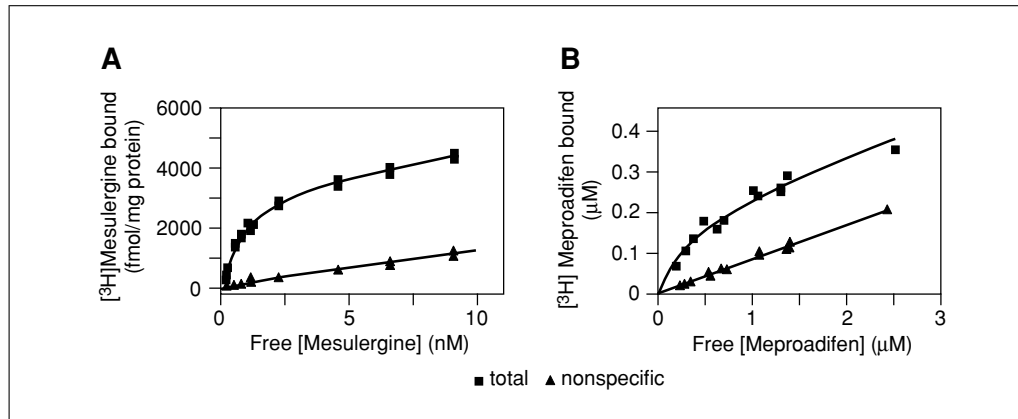 A
[³H]Mesulergine bound
(fmol/mg protein)
6000
4000
2000
0
0
5
10
Free [Mesulergine] (nM)
B
[³H] Meproadifen bound
(μM)
0.4
0.3
0.2
0.1
0
0
1
2
3
Free [Meproadifen] (μM)
■ total ▲ nonspecific